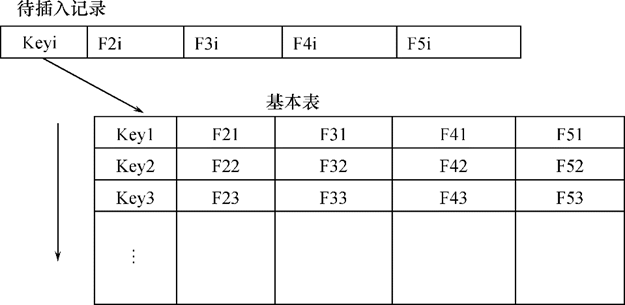 待插入记录
Keyi F2i F3i F4i F5i
基本表
Key1 F21 F31 F41 F51
Key2 F22 F32 F42 F52
Key3 F23 F33 F43 F53
⋮